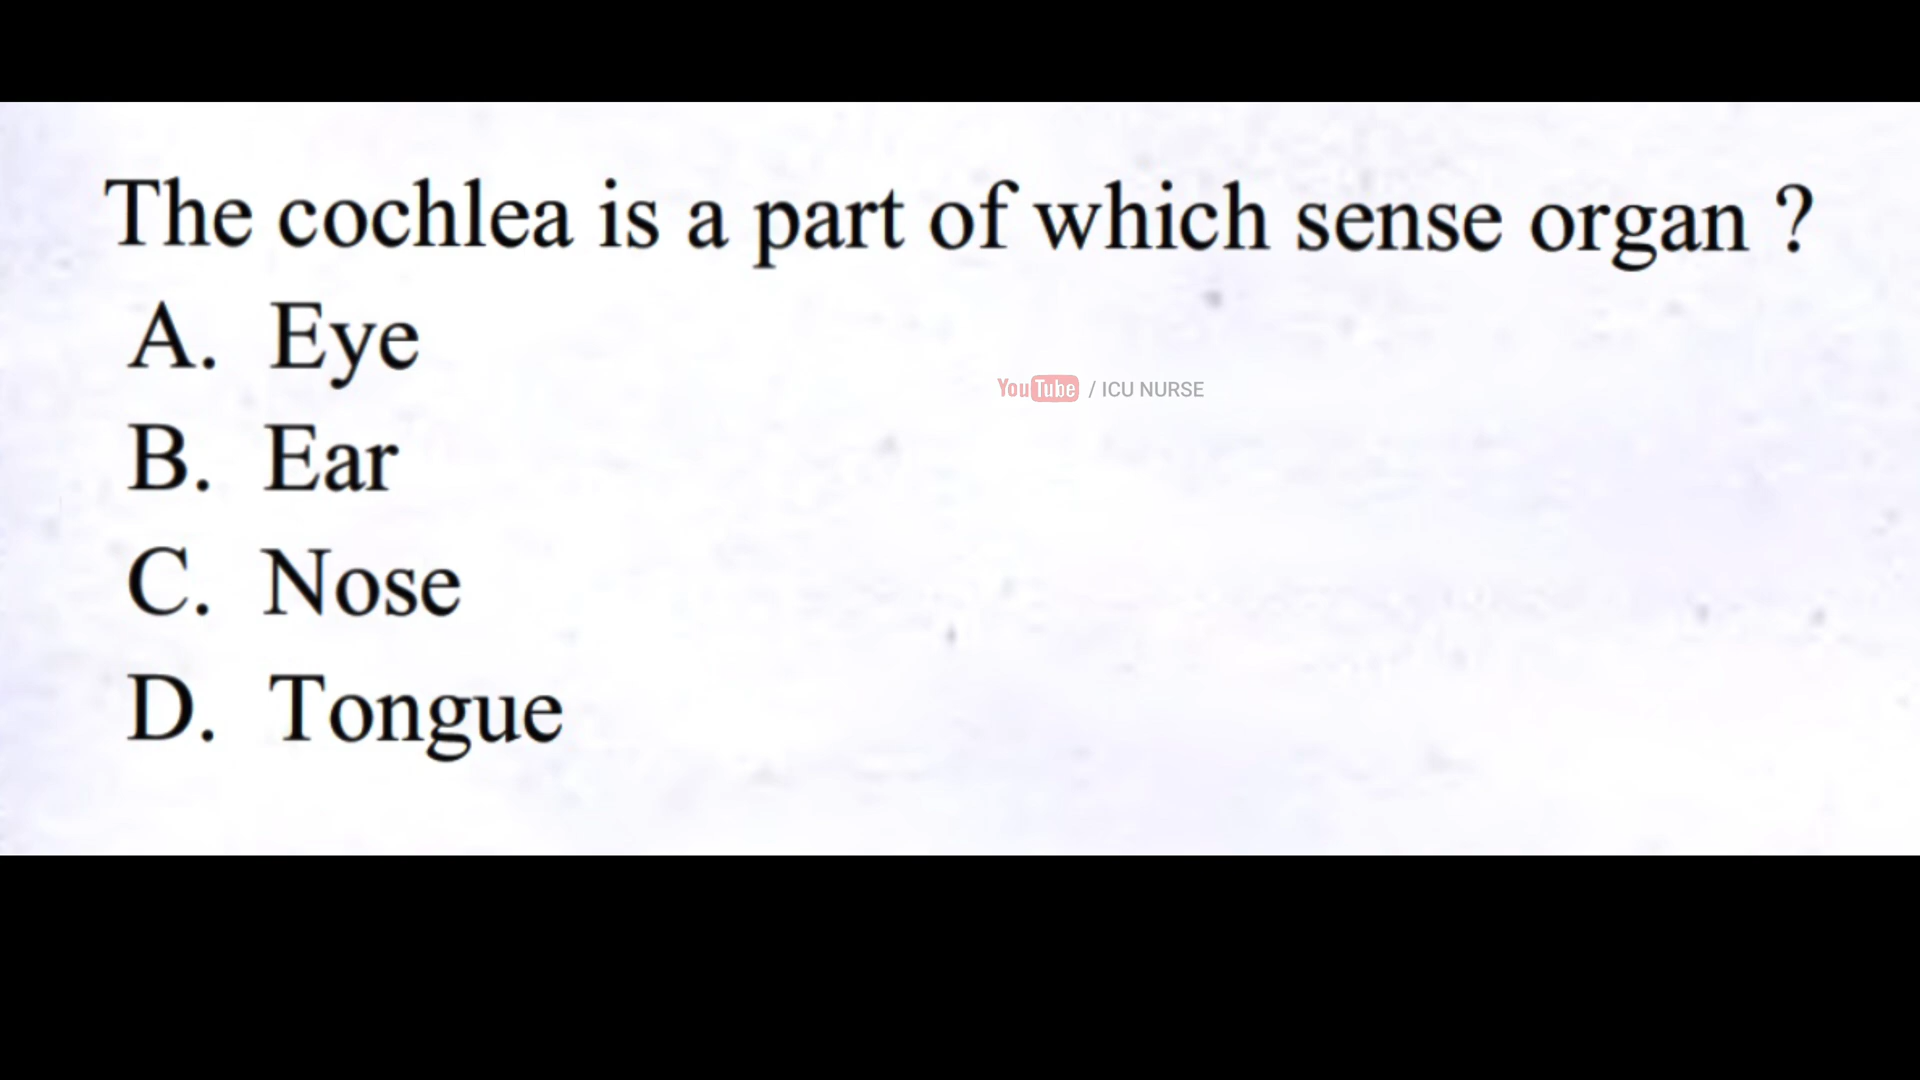 The cochlea is a part of which sense organ ?
A. Eye
B. Ear
C. Nose
D. Tongue
YouTube / ICU NURSE